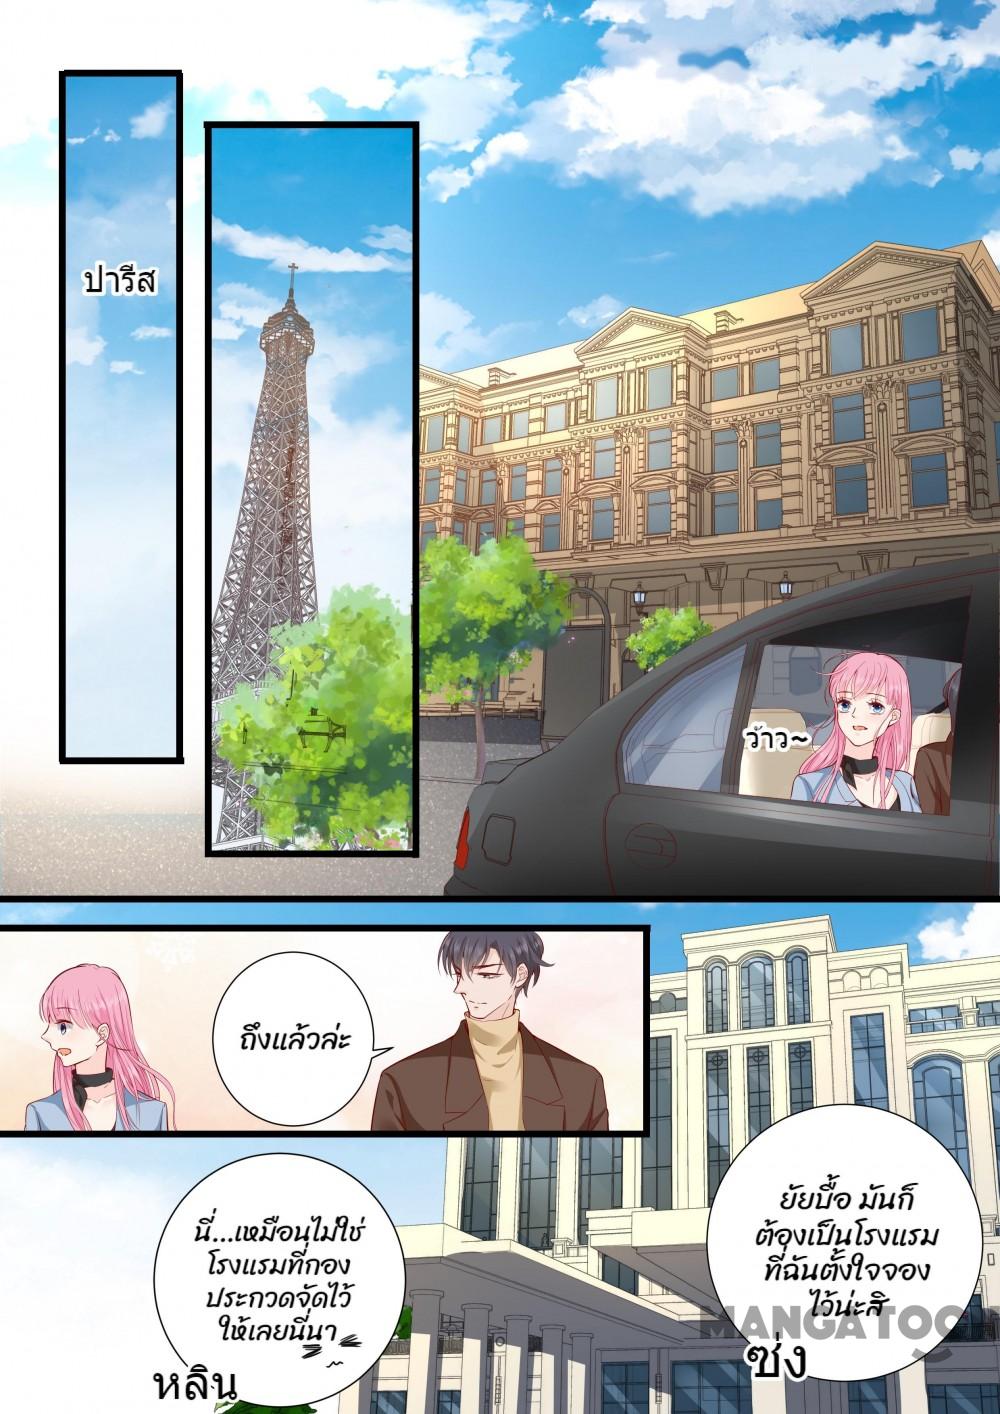 ปารีส
ว้าว~
ถึงแล้วล่ะ
นี่...เหมือนไม่ใช่
โรงแรมที่กอง
ประกวดจัดไว้
ให้เลยนี่นา
หลิน
ยัยบื้อ มันก็
ต้องเป็นโรงแรม
ที่ฉันตั้งใจจอง
ไว้น่ะสิ
ซ่ง
MANGATOON